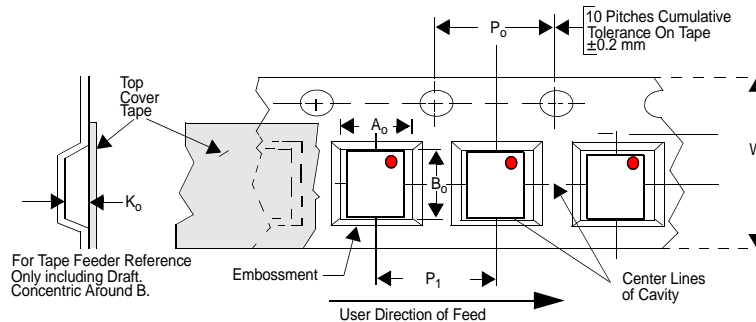 10 Pitches Cumulative
Tolerance On Tape
±0.2 mm
Po
Top
Cover
Tape
Ao
W
Bo
Ko
For Tape Feeder Reference
Only including Draft.
Concentric Around B.
Embossment
P1
Center Lines
of Cavity
User Direction of Feed